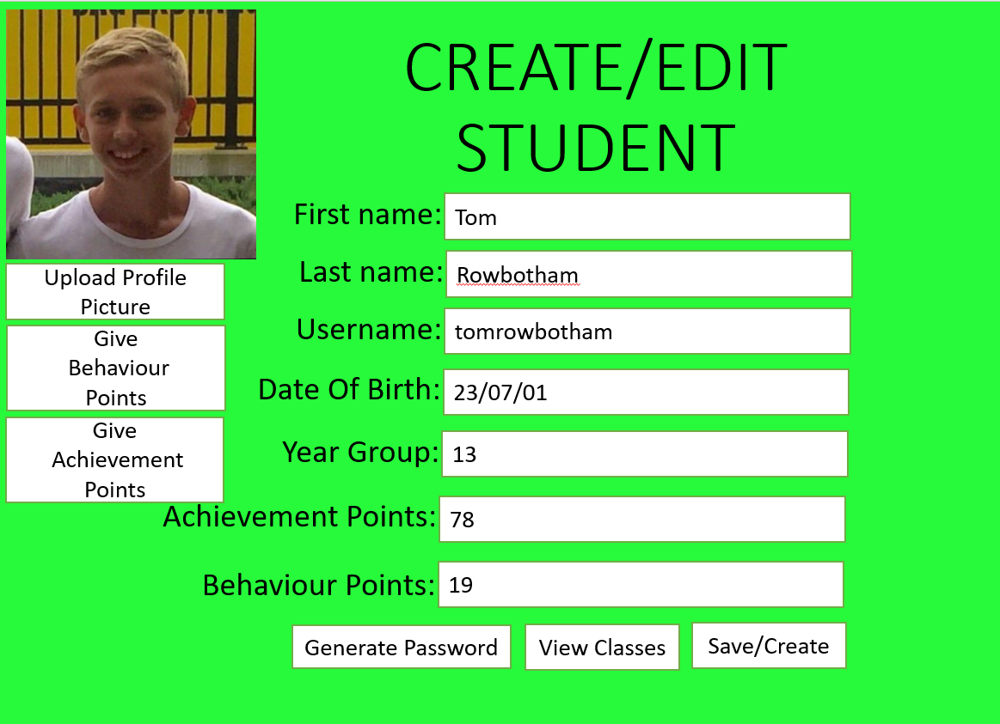 CREATE/EDIT
STUDENT
First name: Tom
Last name: Rowbotham
Username: tomrowbotham
Date Of Birth: 23/07/01
Year Group: 13
Achievement Points: 78
Behaviour Points: 19
Upload Profile
Picture
Give
Behaviour
Points
Give
Achievement
Points
Generate Password
View Classes
Save/Create